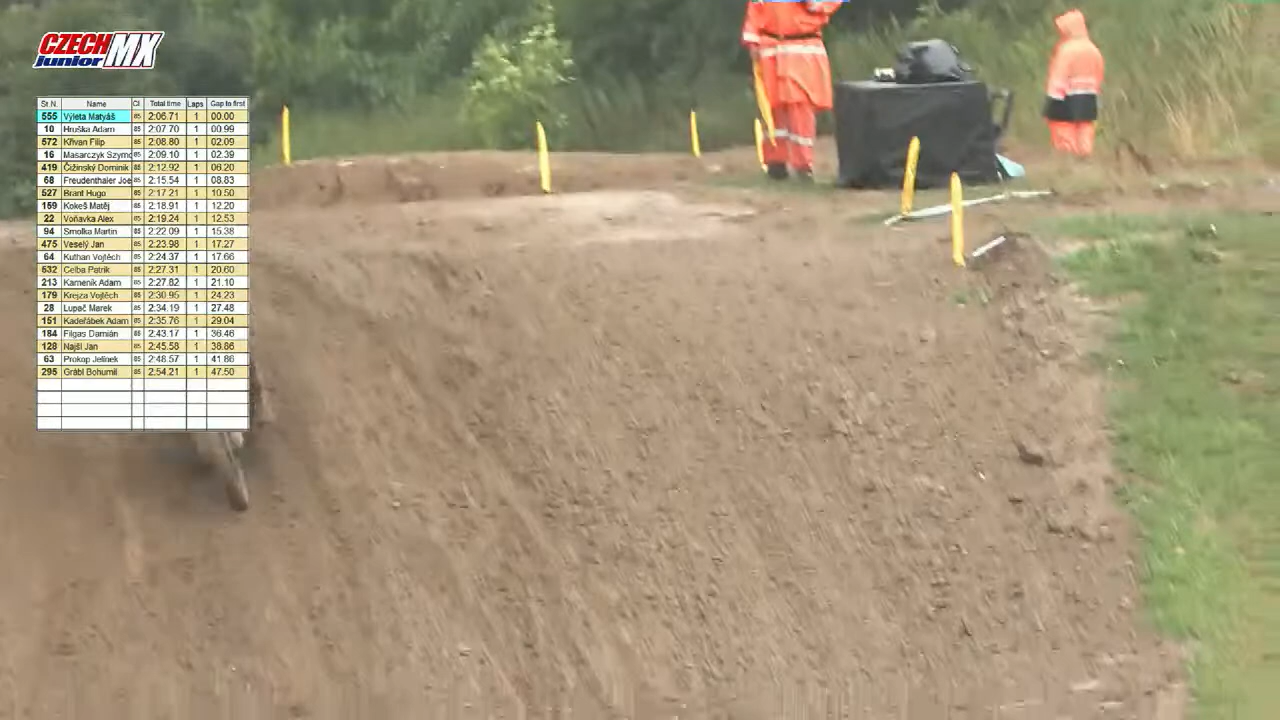 CZECH MX
Junior
St.N. Name Cl. Total time Laps Gap to first
555 Výleta Matyáš 85 2:06.71 1 00.00
10 Hruška Adam 85 2:07.70 1 00.99
572 Křivan Filip 85 2:08.80 1 02.09
16 Masarczyk Szymo 85 2:09.10 1 02.39
419 Čižinský Dominik 85 2:12.92 1 06.20
68 Freudenthaler Joe 85 2:15.54 1 08.83
527 Brant Hugo 85 2:17.21 1 10.50
159 Kokeš Matěj 85 2:18.91 1 12.20
22 Voňavka Alex 85 2:19.24 1 12.53
94 Smolka Martin 85 2:22.09 1 15.38
475 Veselý Jan 85 2:23.98 1 17.27
64 Kuthan Vojtěch 85 2:24.37 1 17.66
532 Celba Patrik 85 2:27.31 1 20.60
213 Kameník Adam 85 2:27.82 1 21.10
179 Krejza Vojtěch 85 2:30.95 1 24.23
28 Lupač Marek 85 2:34.19 1 27.48
151 Kadeřábek Adam 85 2:35.76 1 29.04
184 Filgas Damián 85 2:43.17 1 36.46
128 Najšl Jan 85 2:45.58 1 38.86
63 Prokop Jelínek 85 2:48.57 1 41.86
295 Grábl Bohumil 85 2:54.21 1 47.50